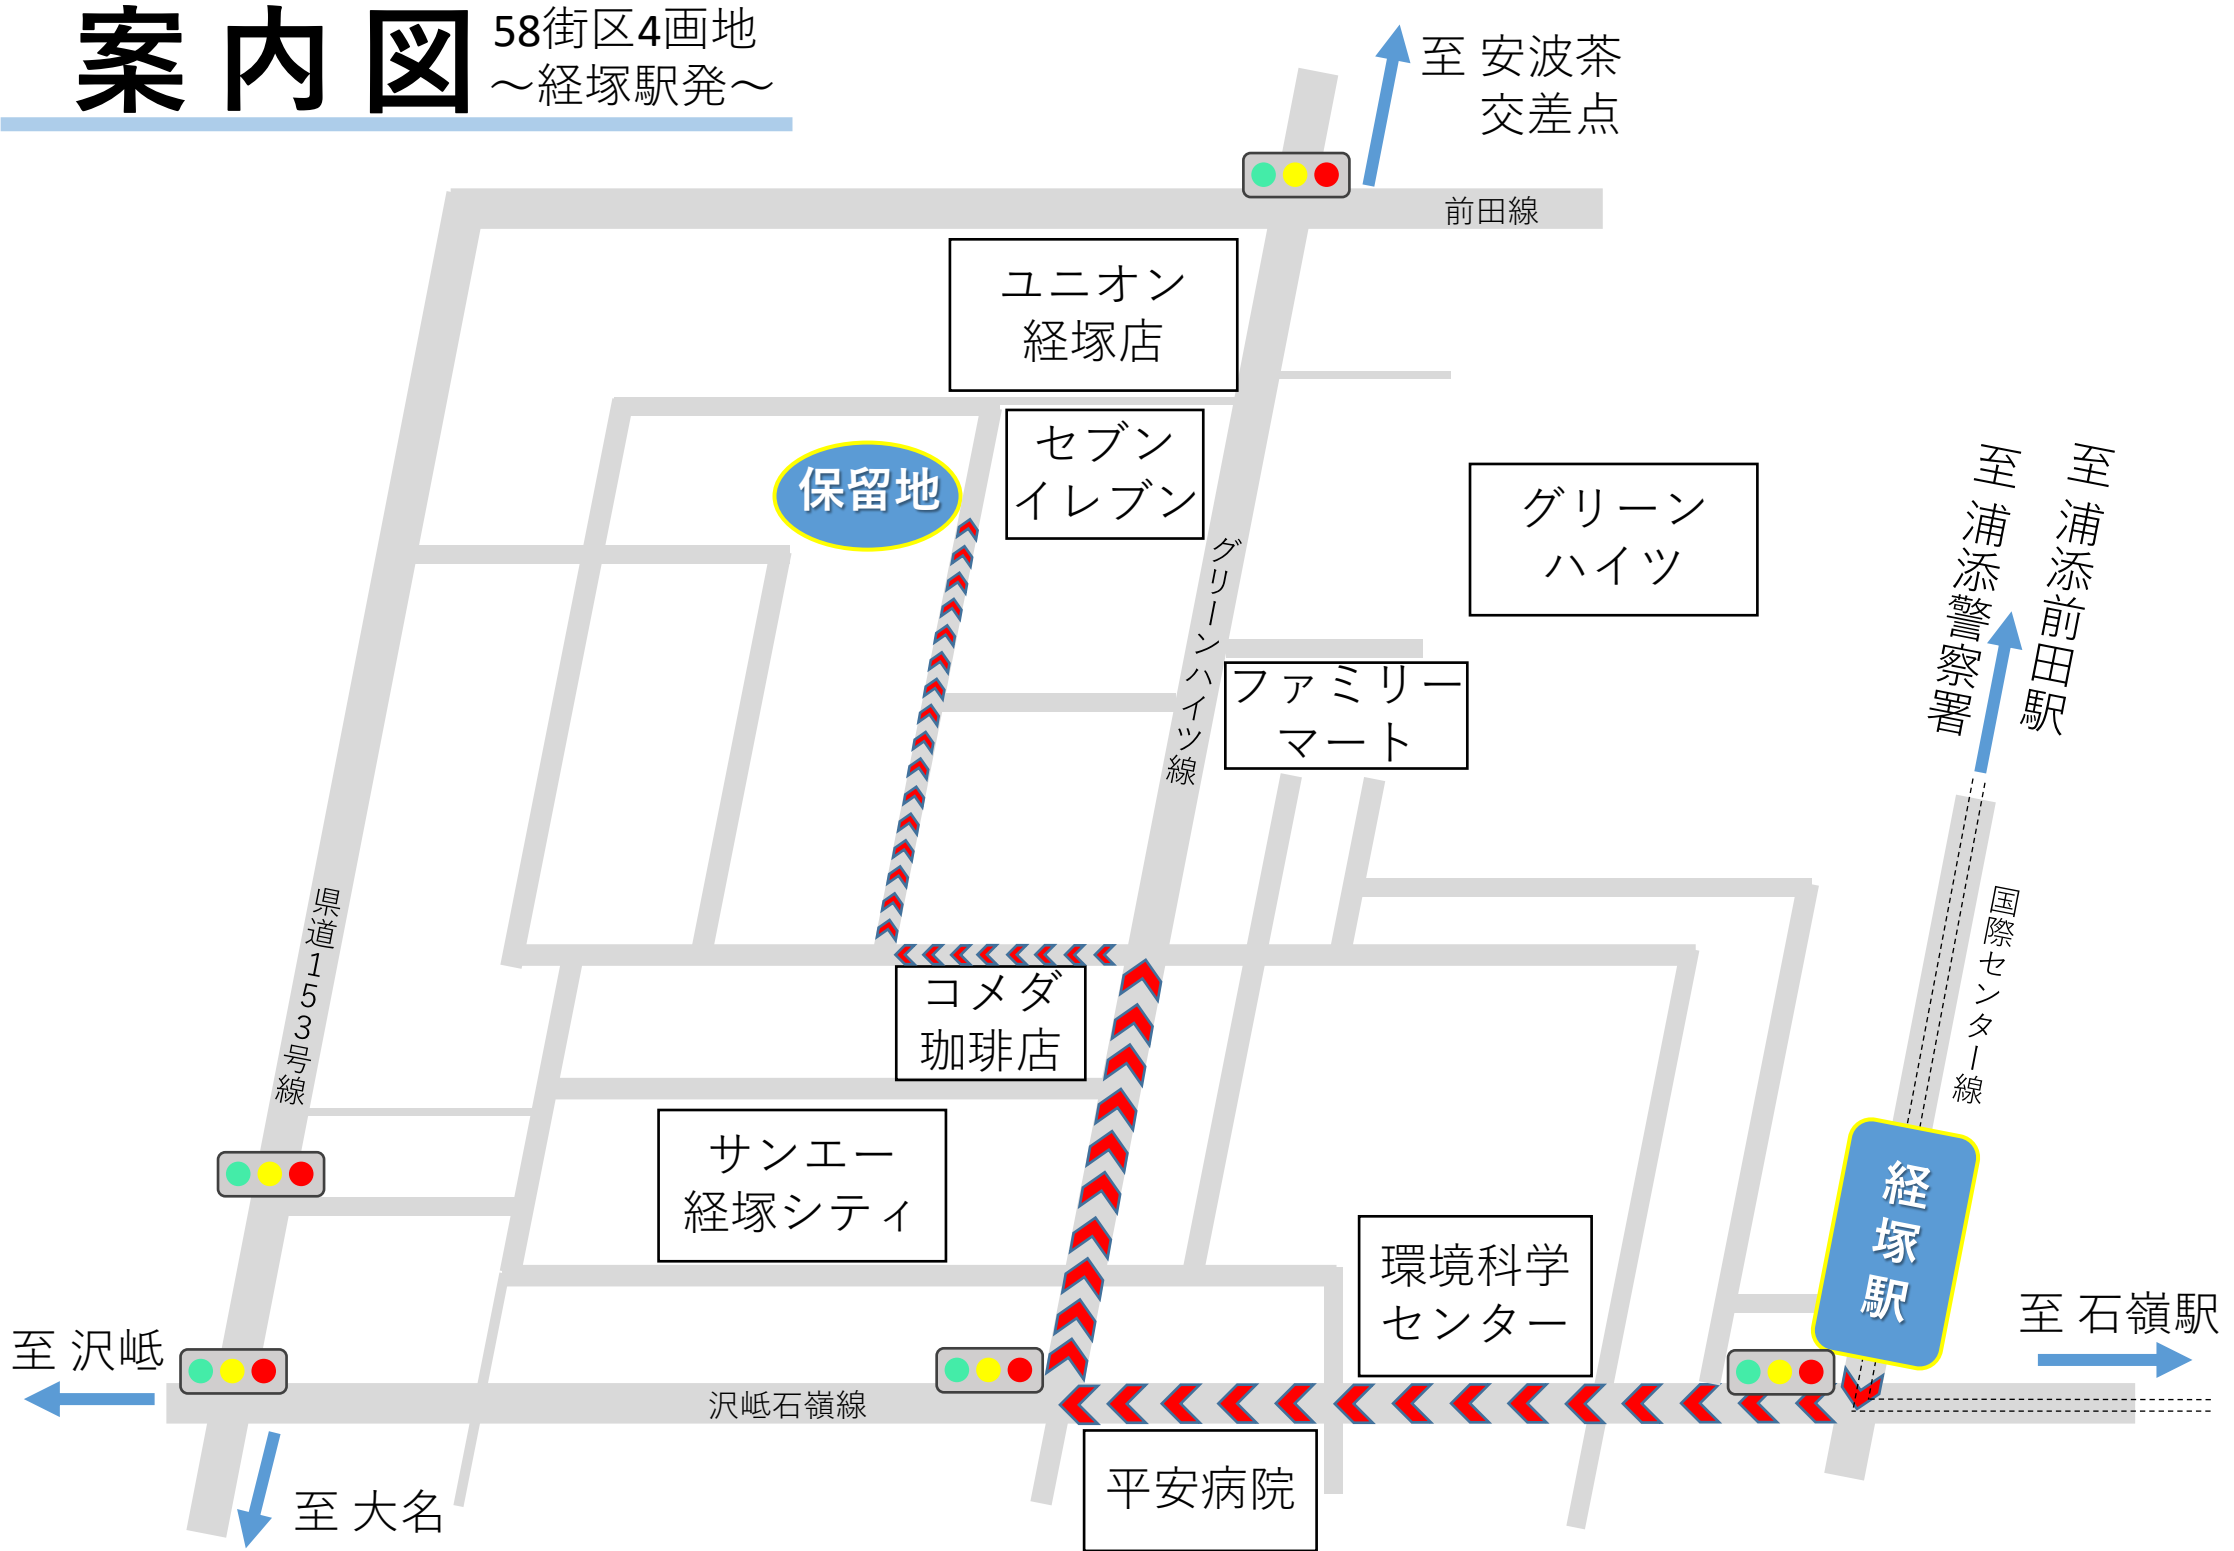 案内図
58街区4画地
～経塚駅発～
至 安波茶
交差点
前田線
ユニオン
経塚店
セブン
イレブン
保留地
グリーン
ハイツ
至 浦添前田駅
至 浦添警察署
グリーンハイツ線
ファミリー
マート
県道153号線
国際センター線
コメダ
珈琲店
サンエー
経塚シティ
経塚駅
環境科学
センター
至 石嶺駅
至 沢岻
沢岻石嶺線
平安病院
至 大名